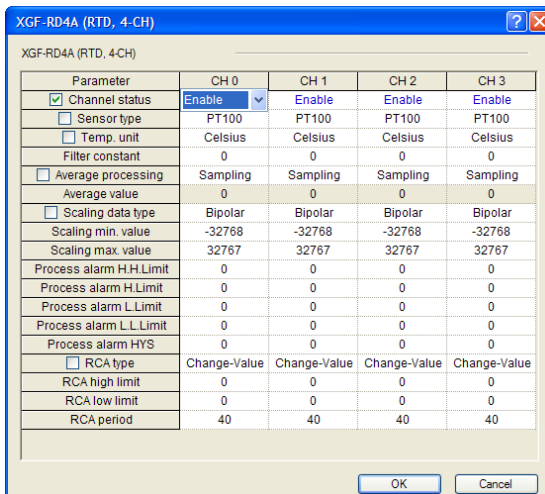 XGF-RD4A (RTD, 4-CH)
XGF-RD4A (RTD, 4-CH)
Parameter CH 0 CH 1 CH 2 CH 3
Channel status Enable Enable Enable Enable
Sensor type PT100 PT100 PT100 PT100
Temp. unit Celsius Celsius Celsius Celsius
Filter constant 0 0 0 0
Average processing Sampling Sampling Sampling Sampling
Average value 0 0 0 0
Scaling data type Bipolar Bipolar Bipolar Bipolar
Scaling min. value -32768 -32768 -32768 -32768
Scaling max. value 32767 32767 32767 32767
Process alarm H.H.Limit 0 0 0 0
Process alarm H.Limit 0 0 0 0
Process alarm L.Limit 0 0 0 0
Process alarm L.L.Limit 0 0 0 0
Process alarm HYS 0 0 0 0
RCA type Change-Value Change-Value Change-Value Change-Value
RCA high limit 0 0 0 0
RCA low limit 0 0 0 0
RCA period 40 40 40 40
OK Cancel